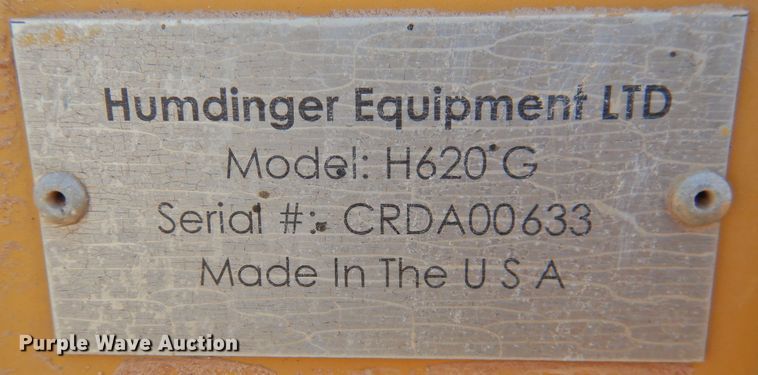 Humdinger Equipment LTD
Model: H620 G
Serial #: CRDA00633
Made In The U S A
Purple Wave Auction